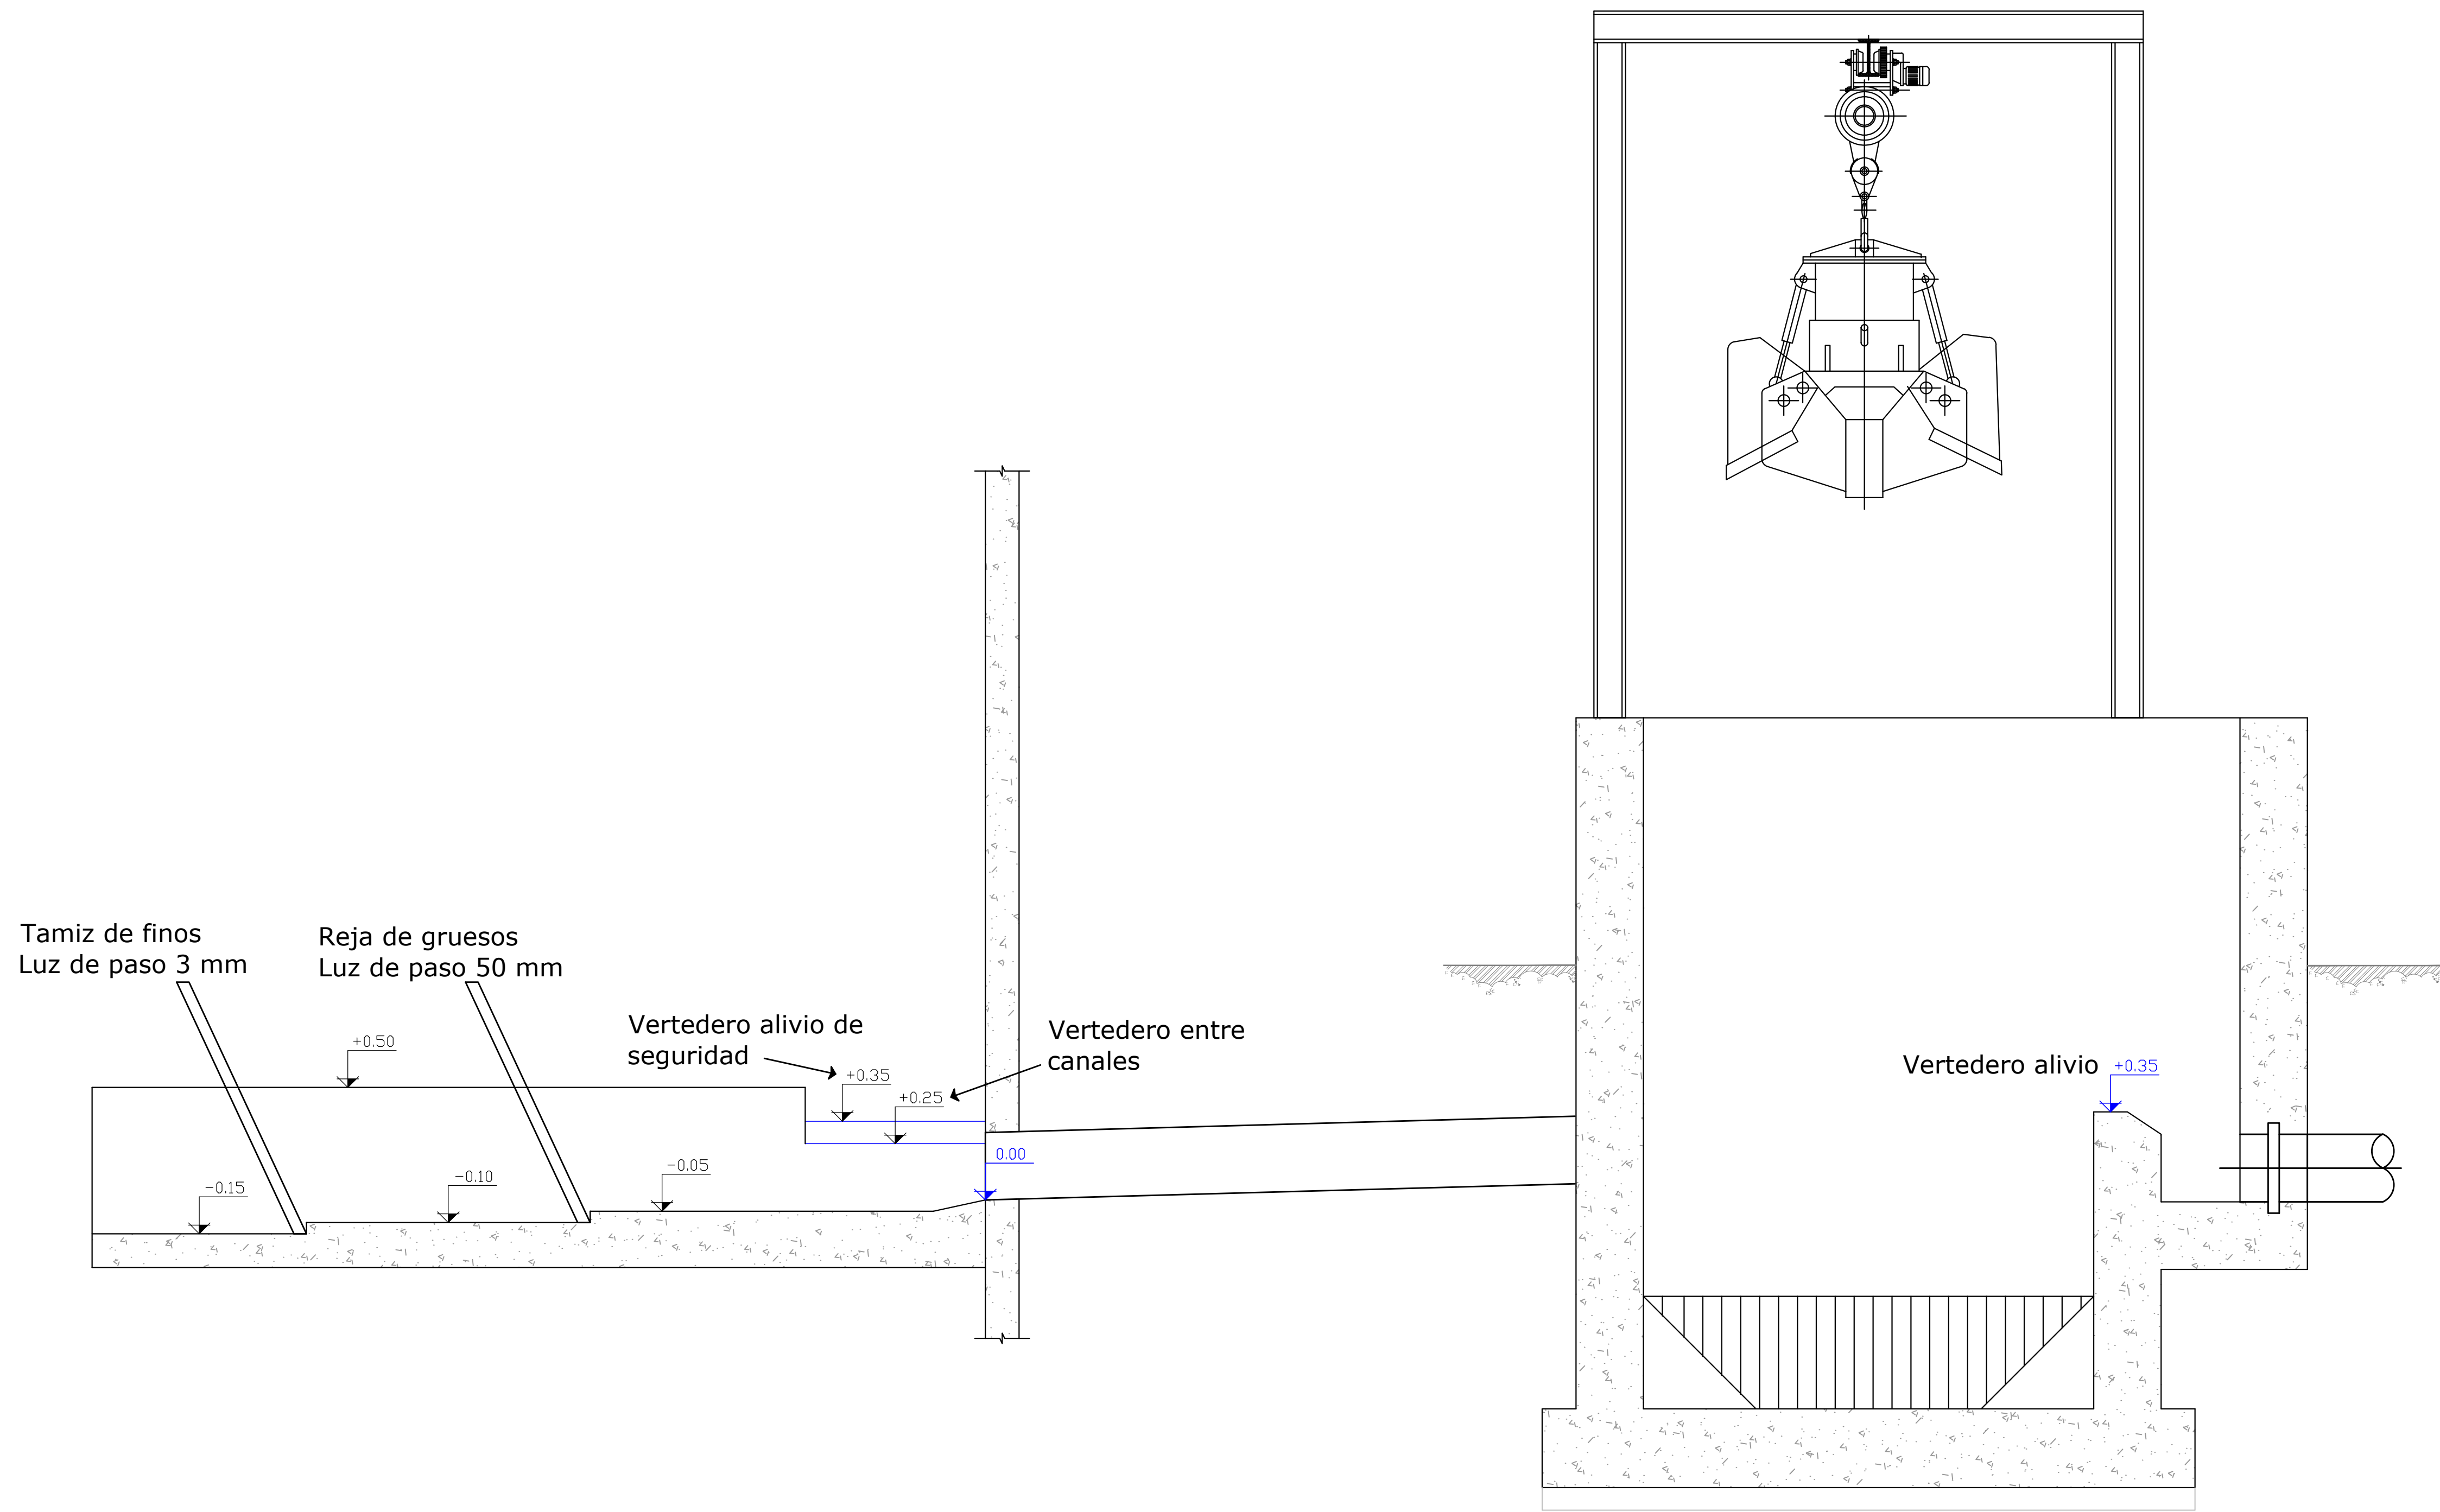 Tamiz de finos
Luz de paso 3 mm
Reja de gruesos
Luz de paso 50 mm
Vertedero alivio de
seguridad
Vertedero entre
canales
Vertedero alivio
+0.35
+0.50
+0.35
+0.25
0.00
-0.05
-0.10
-0.15